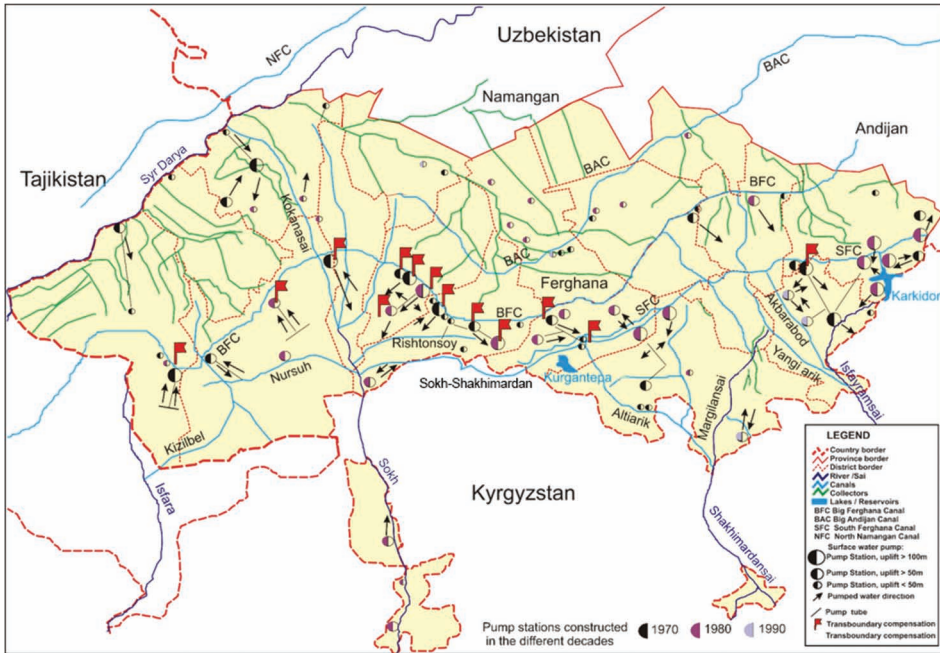 Uzbekistan
NFC
BAC
Namangan
Andijan
Syr Darya
Tajikistan
BAC
BFC
Kokanasai
SFC
BAC
Ferghana
Karkidon
BFC
SFC
BFC
Akbarabod
Rishtonsoy
Nursuh
Yangi arik
Isfayramsai
Sokh-Shakhimardan
Kurgantepa
Margilansai
Altiarik
Kizilbel
Isfara
Sokh
Kyrgyzstan
Shakhimardansai
LEGEND
Country border
Province border
District border
River /Sai
Canals
Collectors
Lakes / Reservoirs
BFC Big Ferghana Canal
BAC Big Andijan Canal
SFC South Ferghana Canal
NFC North Namangan Canal
Surface water pump:
Pump Station, uplift > 100m
Pump Station, uplift > 50m
Pump Station, uplift < 50m
Pumped water direction
Pump tube
Transboundary compensation
Transboundary compensation
Pump stations constructed
in the different decades
1970
1980
1990